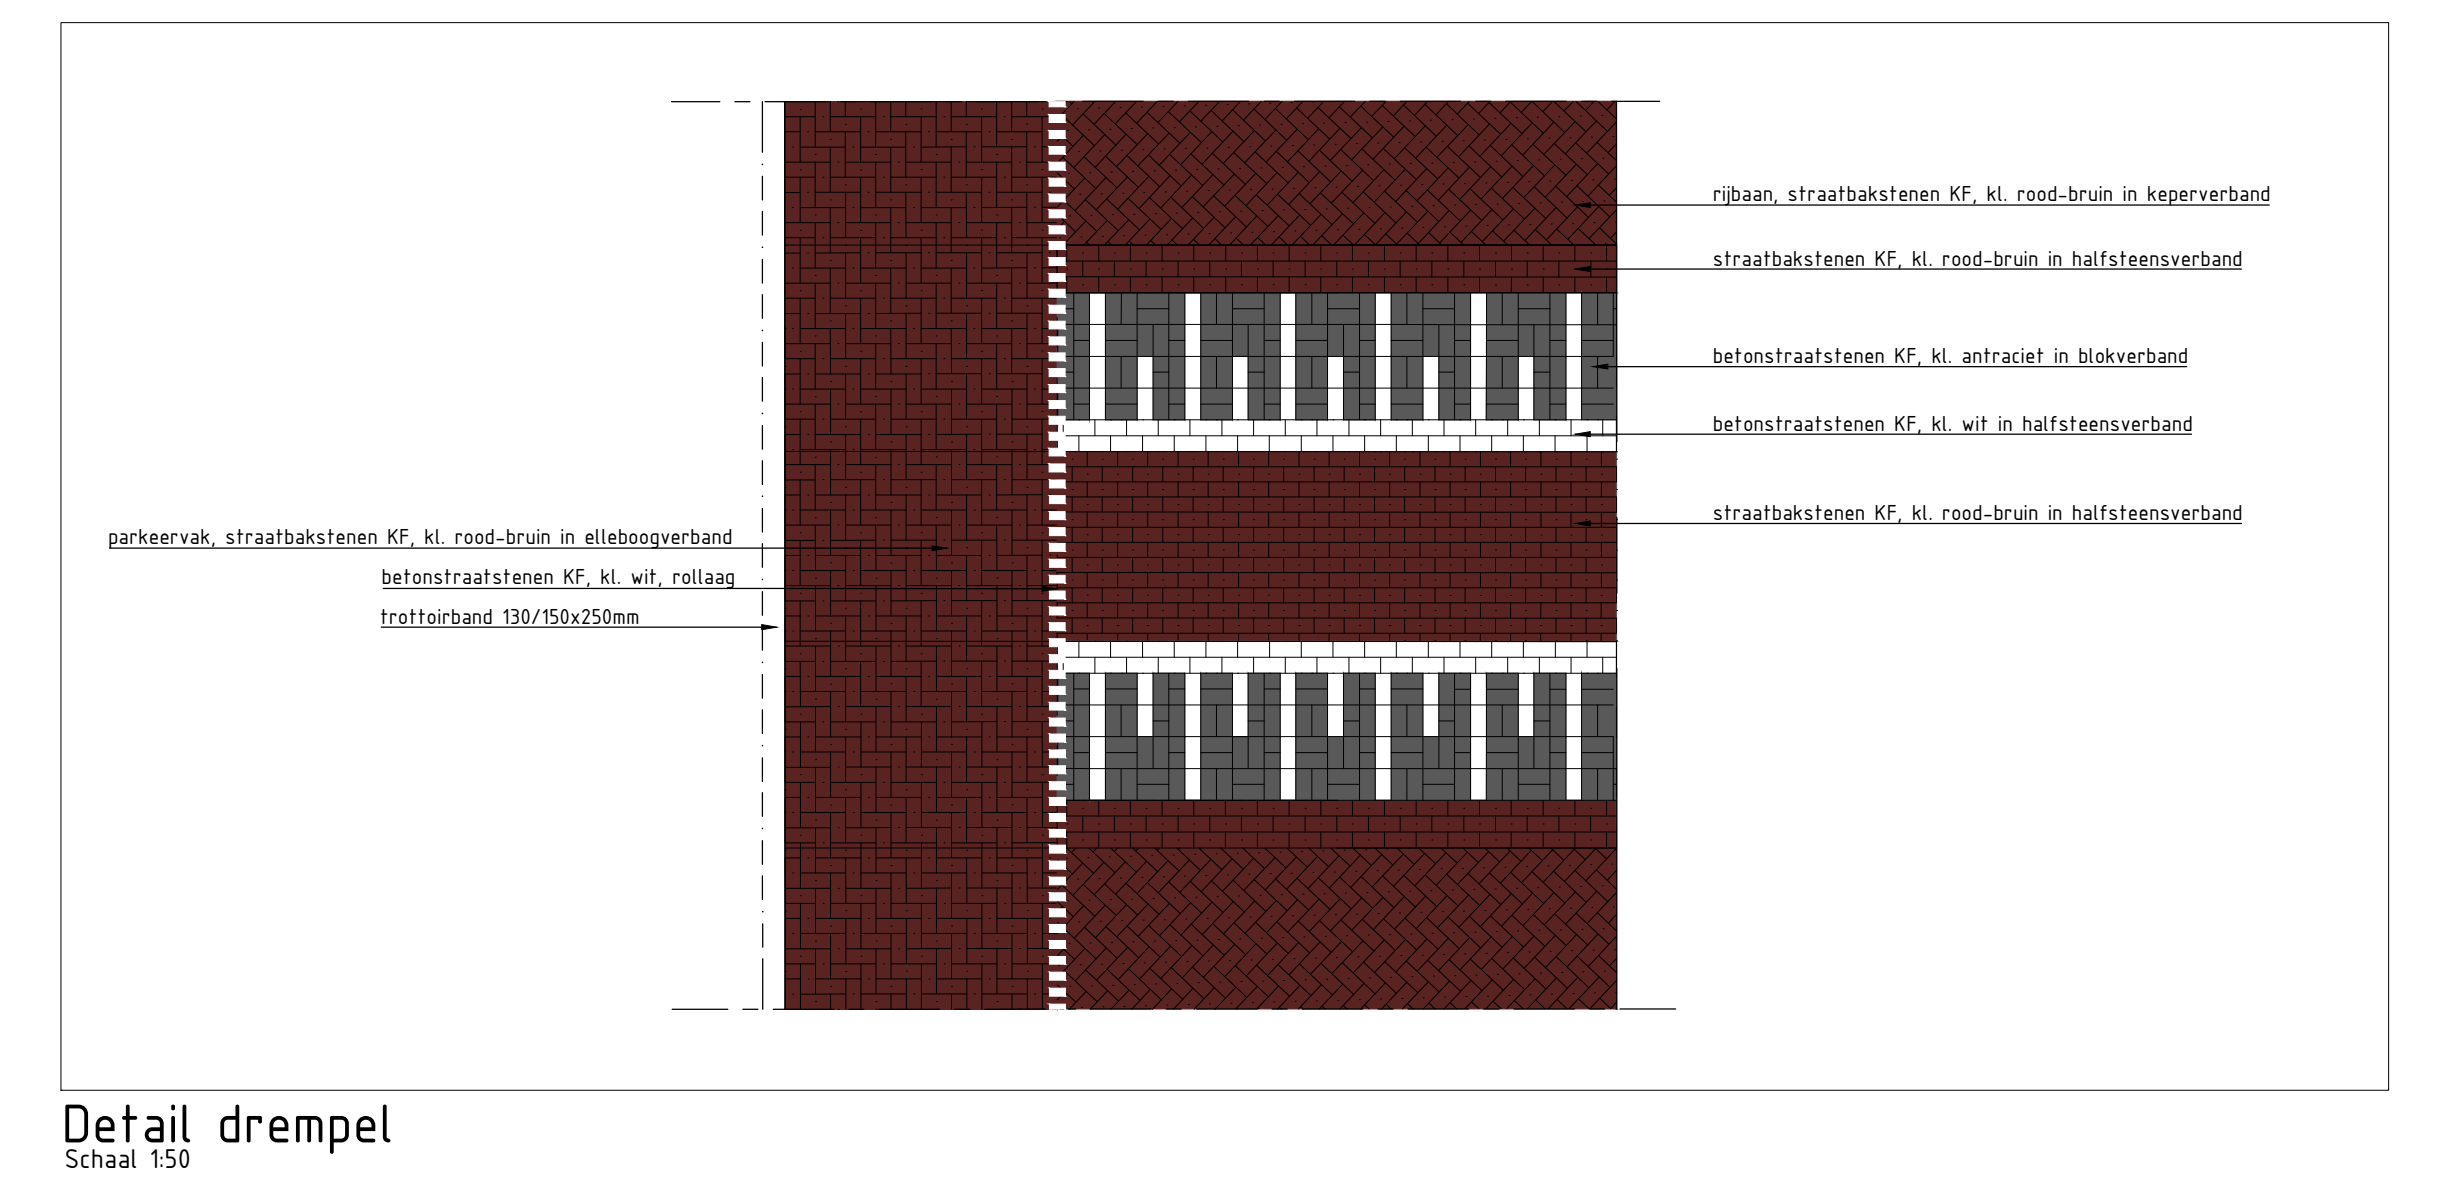 rijbaan, straatbakstenen KF, kl. rood-bruin in keperverband
straatbakstenen KF, kl. rood-bruin in halfsteensverband
betonstraatstenen KF, kl. antraciet in blokverband
betonstraatstenen KF, kl. wit in halfsteensverband
straatbakstenen KF, kl. rood-bruin in halfsteensverband
parkeervak, straatbakstenen KF, kl. rood-bruin in elleboogverband
betonstraatstenen KF, kl. wit, rollaag
trottoirband 130/150x250mm
Detail drempel
Schaal 1:50